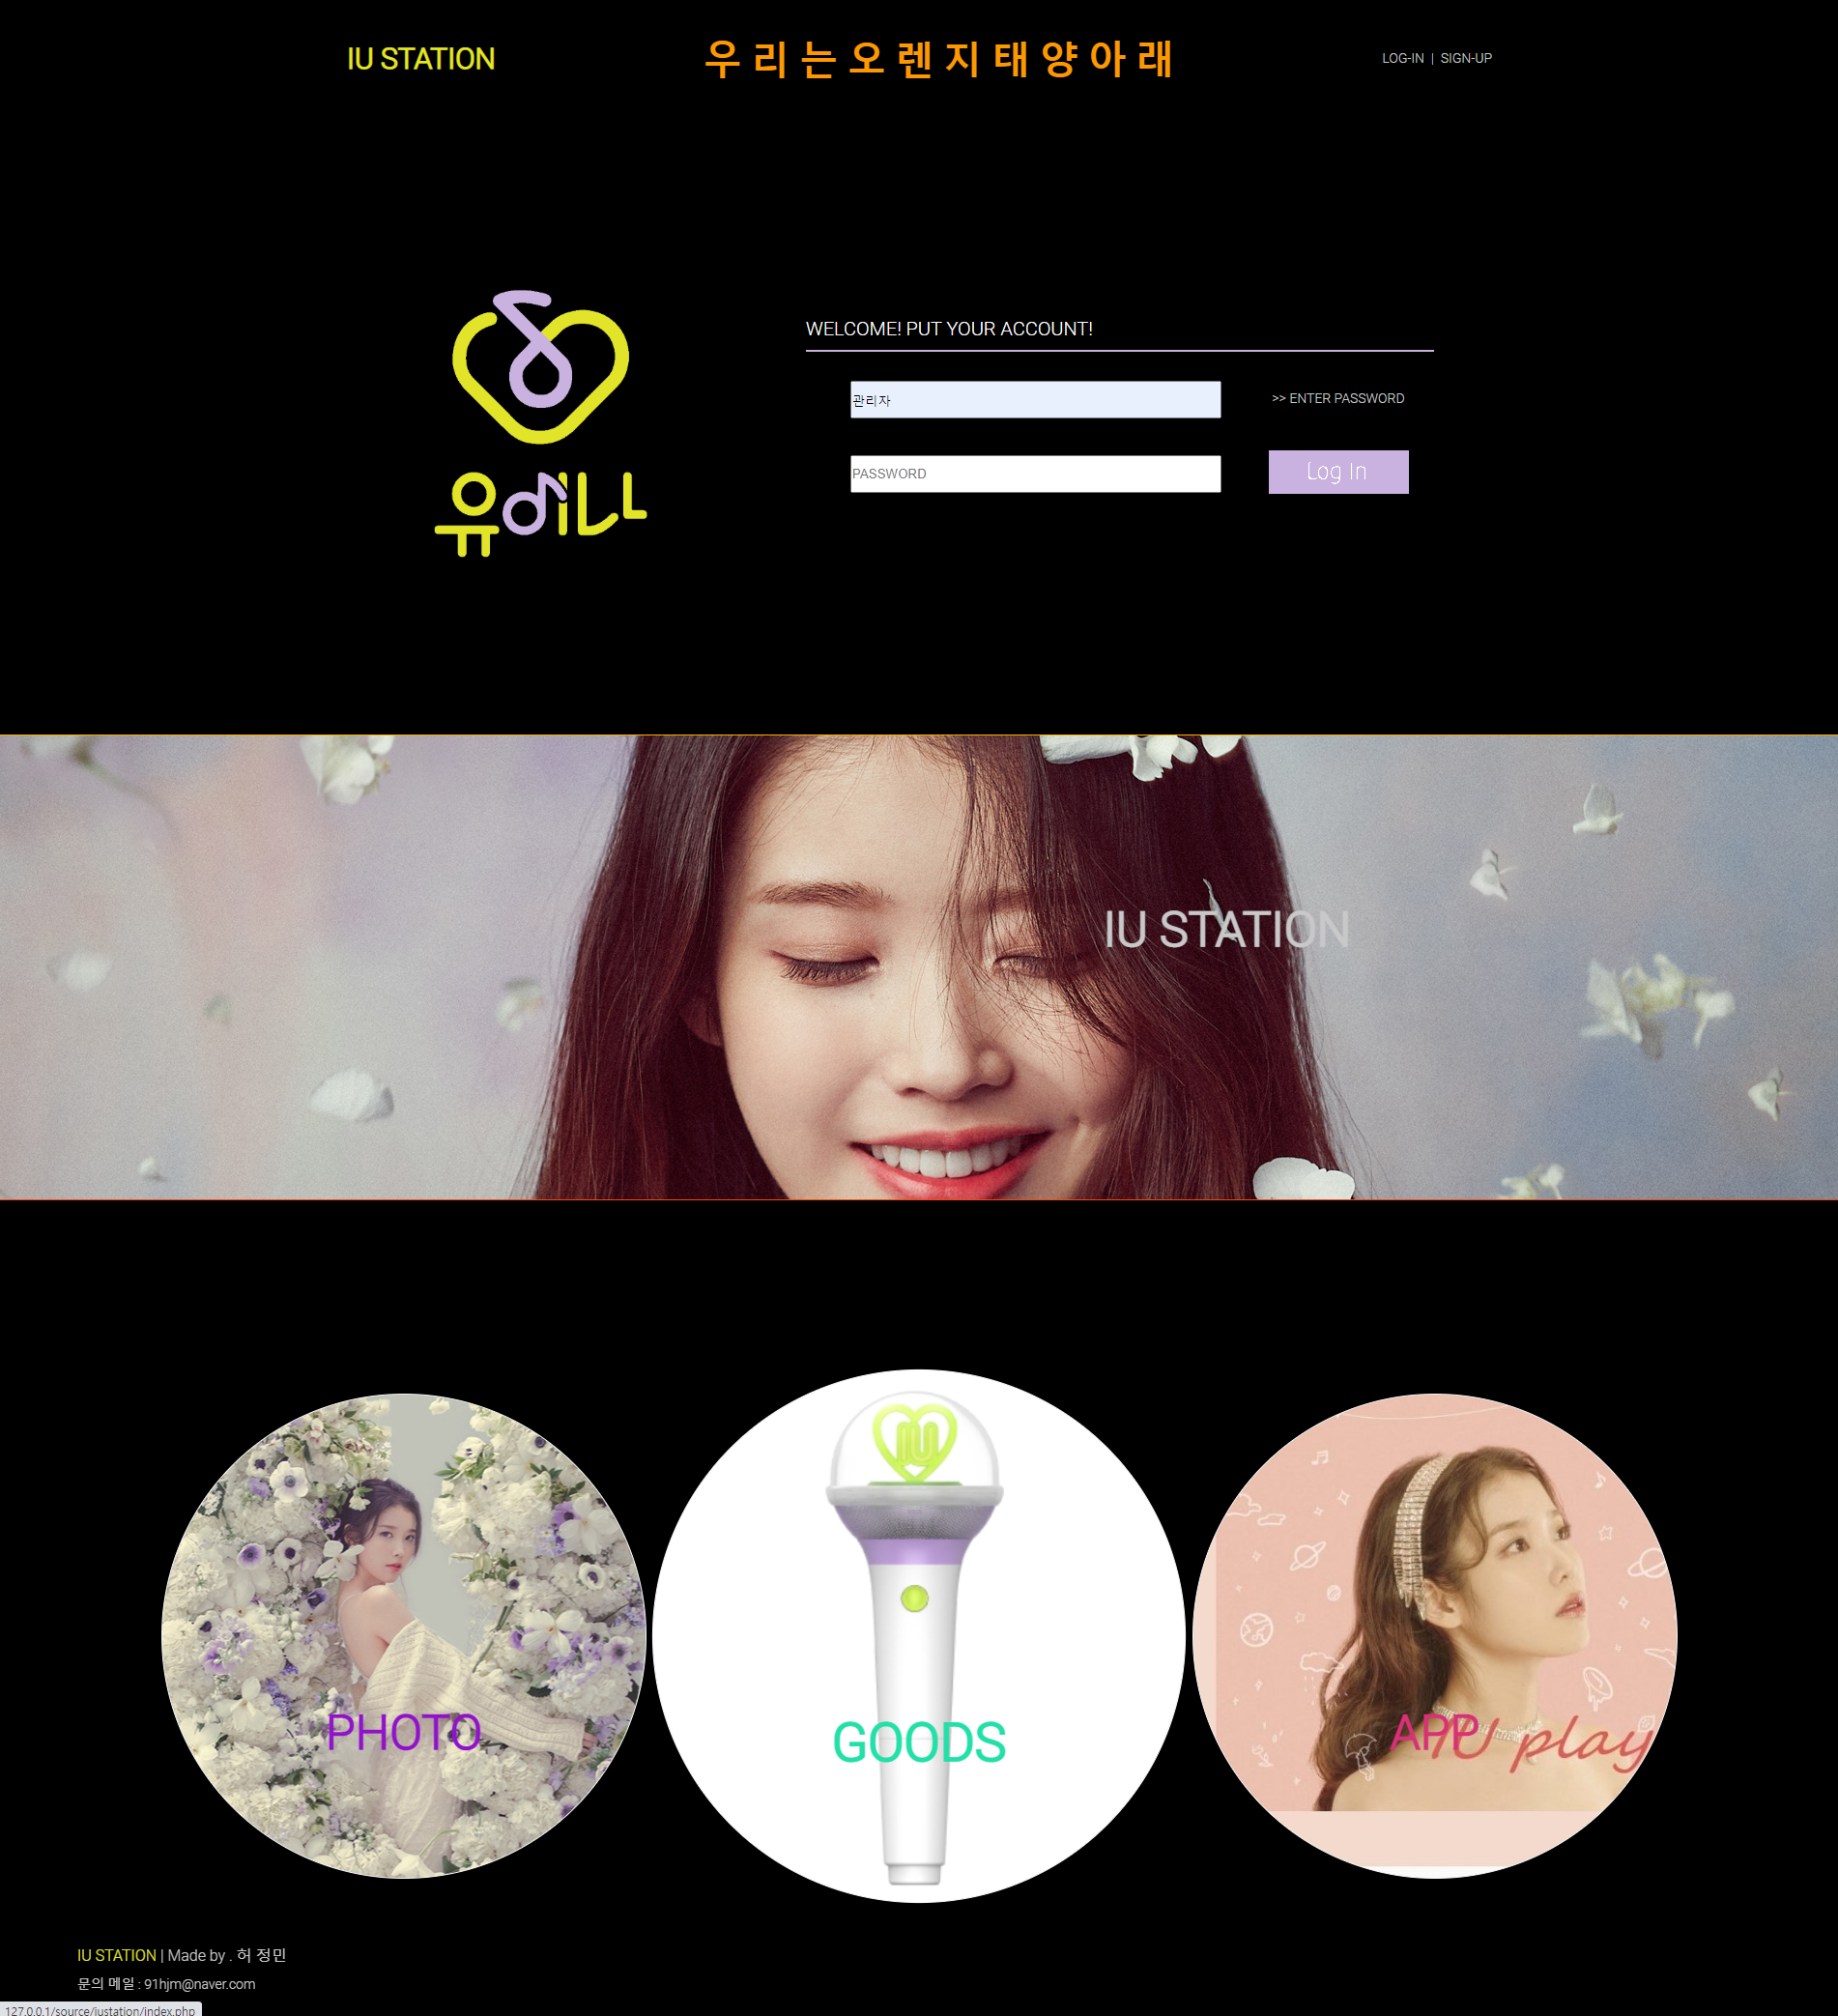 IU STATION
우리는오렌지태양아래
LOG-IN | SIGN-UP
WELCOME! PUT YOUR ACCOUNT!
관리자
>> ENTER PASSWORD
PASSWORD
Log In
유애나
IU STATION
IU
PHOTO
GOODS
APP
IU play
IU STATION | Made by . 허 정민
문의 메일 : 91hjm@naver.com
127.0.0.1/source/iustation/index.php